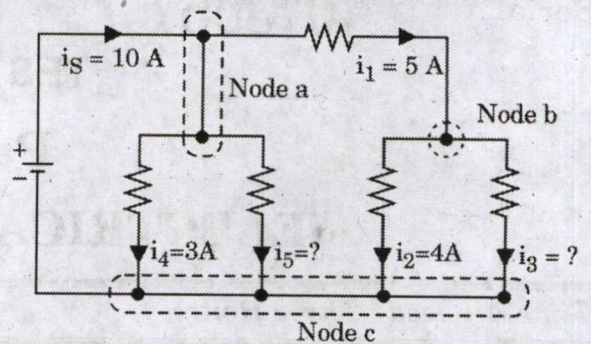 iS = 10 A
i1 = 5 A
Node a
Node b
+
−
i4=3A
i5=?
i2=4A
i3 = ?
Node c